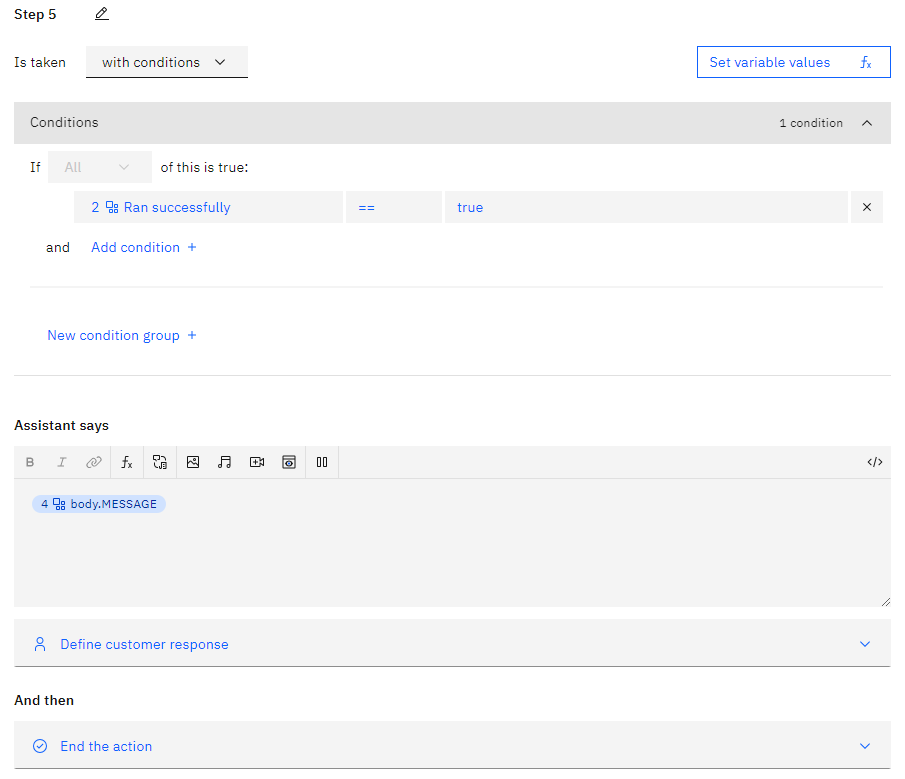 Step 5
Is taken with conditions Set variable values fx
Conditions 1 condition
If All of this is true:
2 Ran successfully == true
and Add condition +
New condition group +
Assistant says
B I fx </>
4 body.MESSAGE
Define customer response
And then
End the action